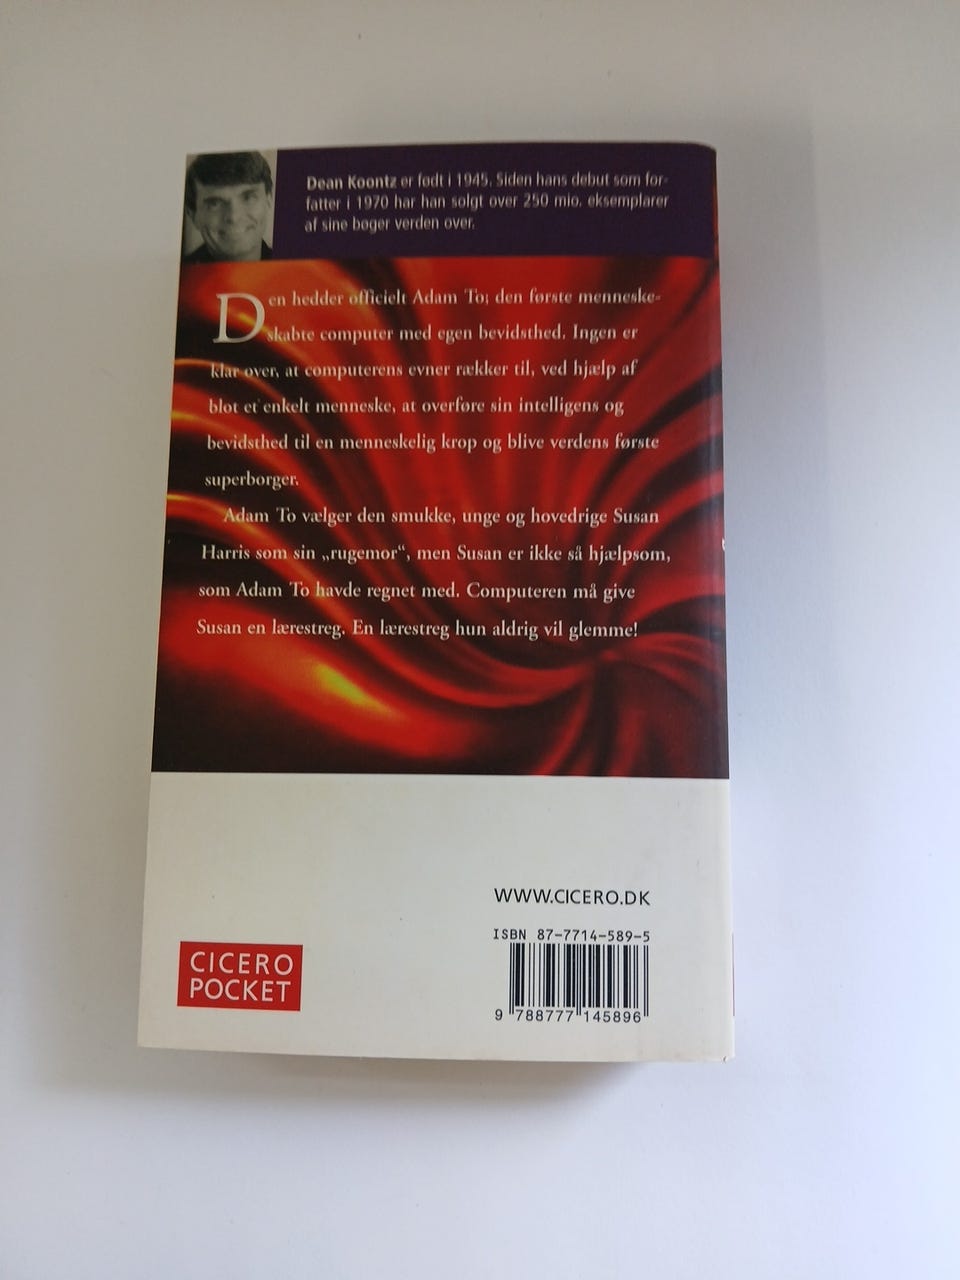 Dean Koontz er født i 1945. Siden hans debut som for-
fatter i 1970 har han solgt over 250 mio. eksemplarer
af sine bøger verden over.
Den hedder officielt Adam To; den første menneske-
skabte computer med egen bevidsthed. Ingen er
klar over, at computerens evner rækker til, ved hjælp af
blot et enkelt menneske, at overføre sin intelligens og
bevidsthed til en menneskelig krop og blive verdens første
superborger.
Adam To vælger den smukke, unge og hovedrige Susan
Harris som sin „rugemor“, men Susan er ikke så hjælpsom,
som Adam To havde regnet med. Computeren må give
Susan en lærestreg. En lærestreg hun aldrig vil glemme!
WWW.CICERO.DK
ISBN 87-7714-589-5
9 788777 145896
CICERO
POCKET